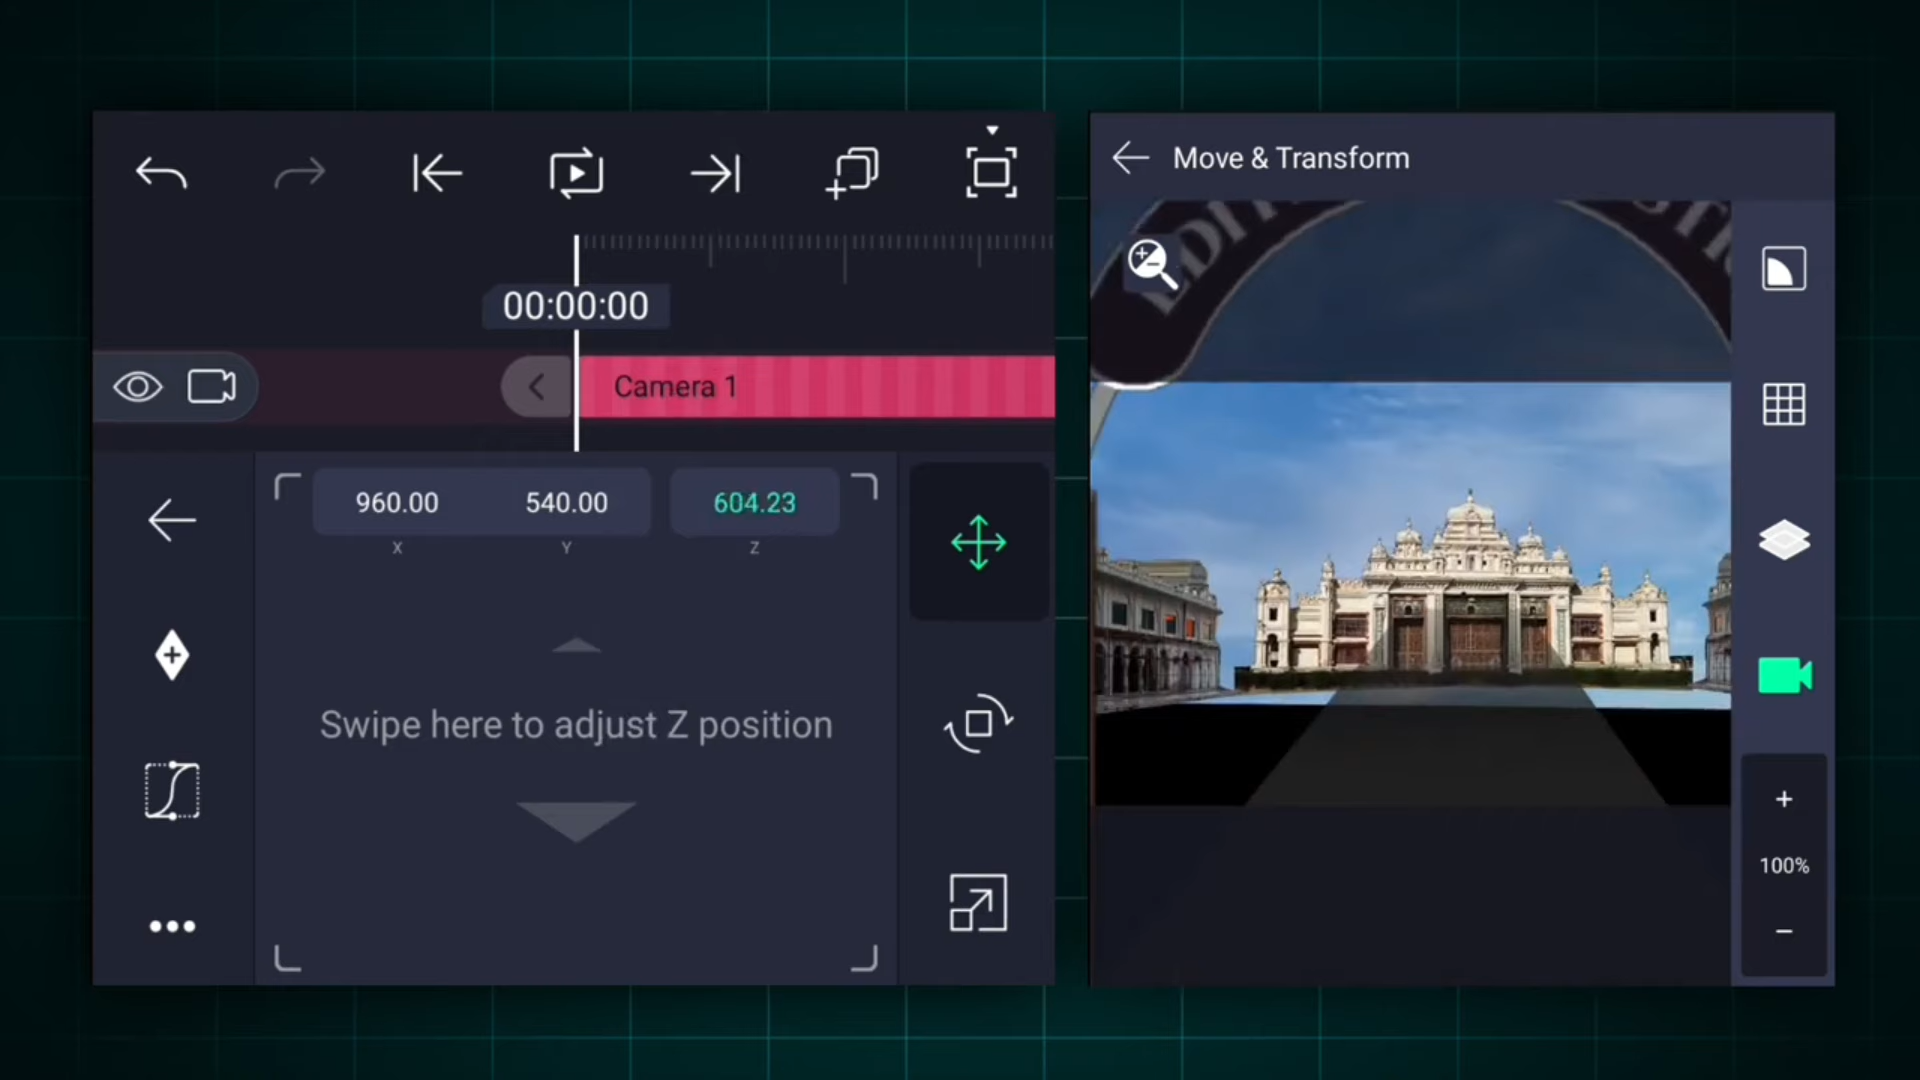 00:00:00
Camera 1
960.00 540.00 604.23
X Y Z
Swipe here to adjust Z position
Move & Transform
EDIT
100%